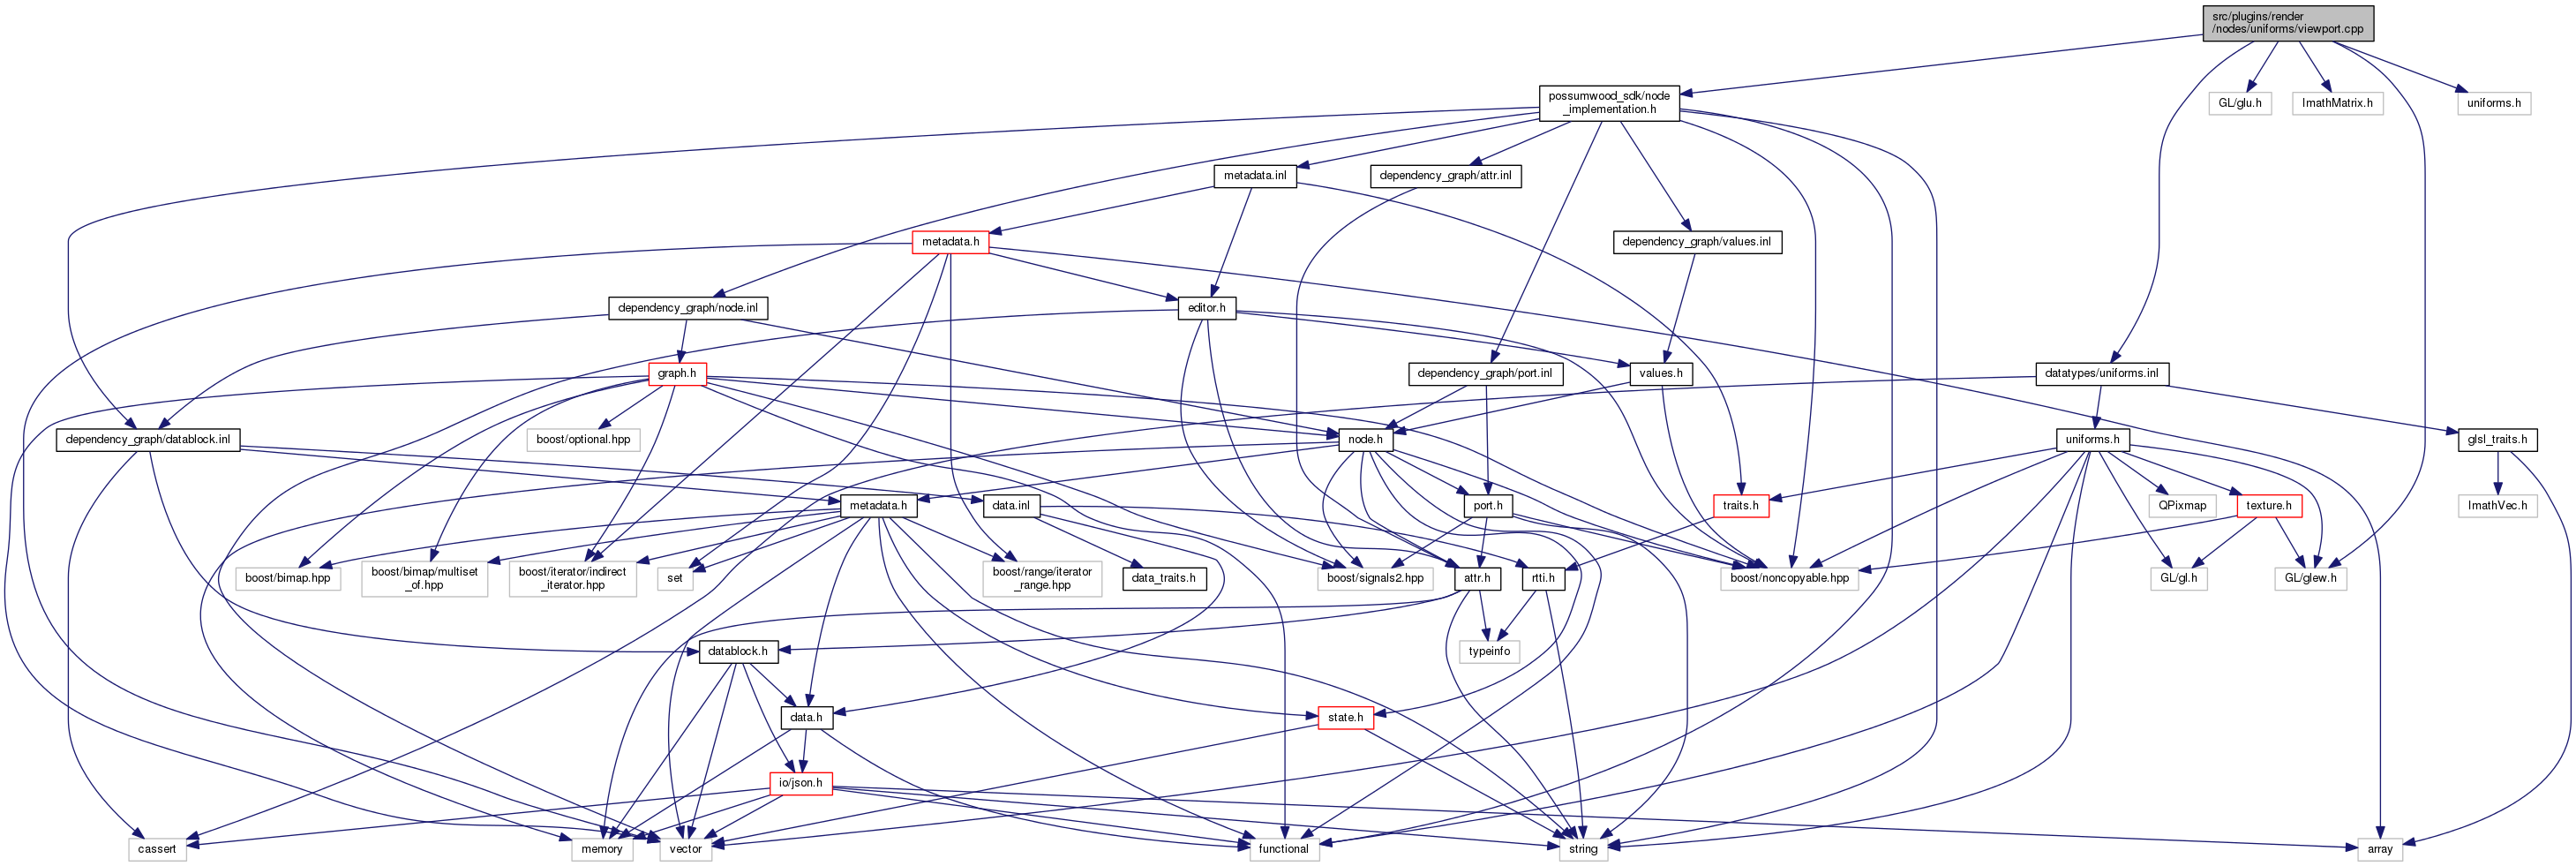 src/plugins/render
/nodes/uniforms/viewport.cpp
possumwood_sdk/node
_implementation.h
GL/glu.h
ImathMatrix.h
uniforms.h
metadata.inl
dependency_graph/attr.inl
metadata.h
dependency_graph/values.inl
dependency_graph/node.inl
editor.h
graph.h
dependency_graph/port.inl
values.h
datatypes/uniforms.inl
dependency_graph/datablock.inl
boost/optional.hpp
node.h
uniforms.h
glsl_traits.h
metadata.h
data.inl
port.h
traits.h
QPixmap
texture.h
ImathVec.h
boost/bimap.hpp
boost/bimap/multiset
_of.hpp
boost/iterator/indirect
_iterator.hpp
set
boost/range/iterator
_range.hpp
data_traits.h
boost/signals2.hpp
attr.h
rtti.h
boost/noncopyable.hpp
GL/gl.h
GL/glew.h
datablock.h
typeinfo
data.h
state.h
io/json.h
cassert
memory
vector
functional
string
array